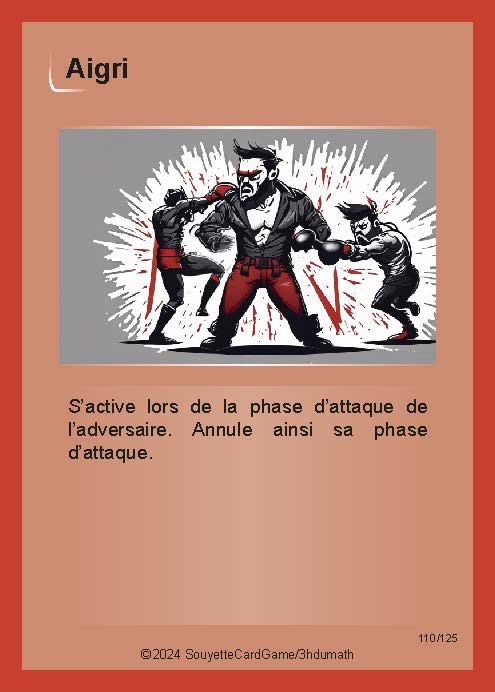 Aigri
S’active lors de la phase d’attaque de
l’adversaire. Annule ainsi sa phase
d’attaque.
110/125
©2024 SouyetteCardGame/3hdumath